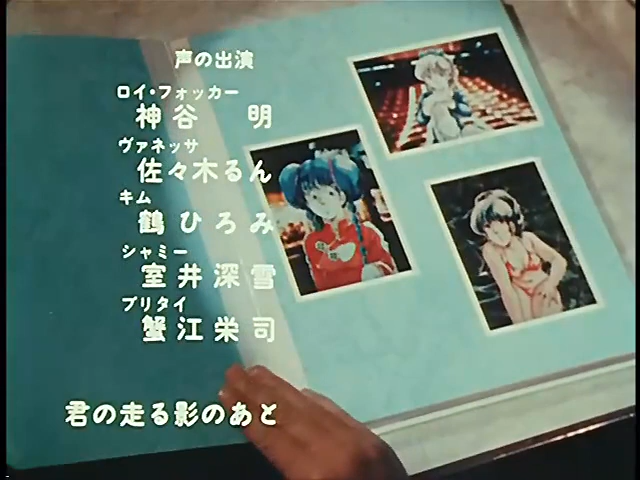 声の出演
ロイ・フォッカー
神谷 明
ヴァネッサ
佐々木るん
キム
鶴ひろみ
シャミー
室井深雪
ブリタイ
蟹江栄司
君の走る影のあと